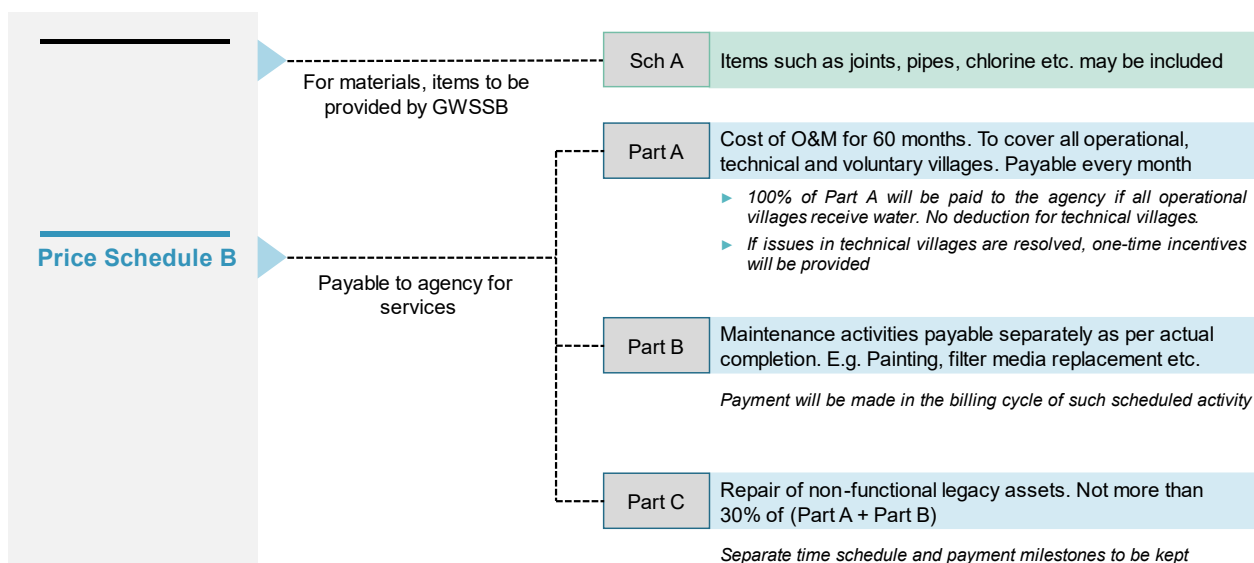 Sch A
Items such as joints, pipes, chlorine etc. may be included
For materials, items to be
provided by GWSSB
Part A
Cost of O&M for 60 months. To cover all operational,
technical and voluntary villages. Payable every month
► 100% of Part A will be paid to the agency if all operational
villages receive water. No deduction for technical villages.
► If issues in technical villages are resolved, one-time incentives
will be provided
Price Schedule B
Payable to agency for
services
Part B
Maintenance activities payable separately as per actual
completion. E.g. Painting, filter media replacement etc.
Payment will be made in the billing cycle of such scheduled activity
Part C
Repair of non-functional legacy assets. Not more than
30% of (Part A + Part B)
Separate time schedule and payment milestones to be kept